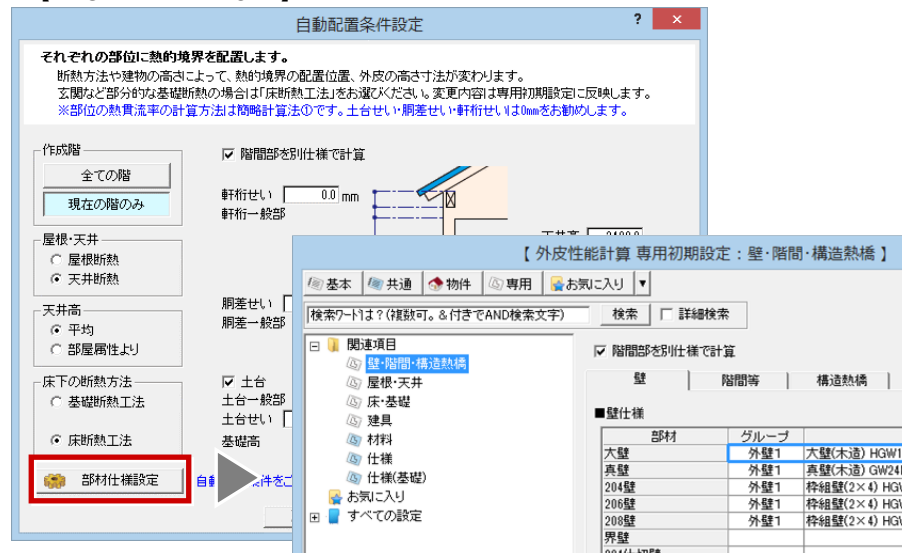 自動配置条件設定
? ×
それぞれの部位に熱的境界を配置します。
断熱方法や建物の高さによって、熱的境界の配置位置、外皮の高さ寸法が変わります。
玄関など部分的な基礎断熱の場合は「床断熱工法」をお選びください。変更内容は専用初期設定に反映します。
※部位の熱貫流率の計算方法は簡略計算法①です。土台せい・胴差せい・軒桁せいは0mmをお勧めします。
作成階
全ての階
現在の階のみ
屋根・天井
屋根断熱
天井断熱
天井高
平均
部屋属性より
床下の断熱方法
基礎断熱工法
床断熱工法
部材仕様設定
階間部を別仕様で計算
軒桁せい 0.0 mm
軒桁一般部
胴差せい
胴差一般部
土台
土台一般部
土台せい
基礎高
【 外皮性能計算 専用初期設定:壁・階間・構造熱橋 】
基本 共通 物件 専用 お気に入り
検索ワードは?(複数可。&付きでAND検索文字) 検索 詳細検索
関連項目
壁・階間・構造熱橋
屋根・天井
床・基礎
建具
材料
仕様
仕様(基礎)
お気に入り
すべての設定
階間部を別仕様で計算
壁 階間等 構造熱橋
■壁仕様
部材 グループ
大壁 外壁1 大壁(木造) HGW1
真壁 外壁1 真壁(木造) GW24
204壁 外壁1 枠組壁(2×4) HG
206壁 外壁1 枠組壁(2×4) HG
208壁 外壁1 枠組壁(2×4) HG
界壁